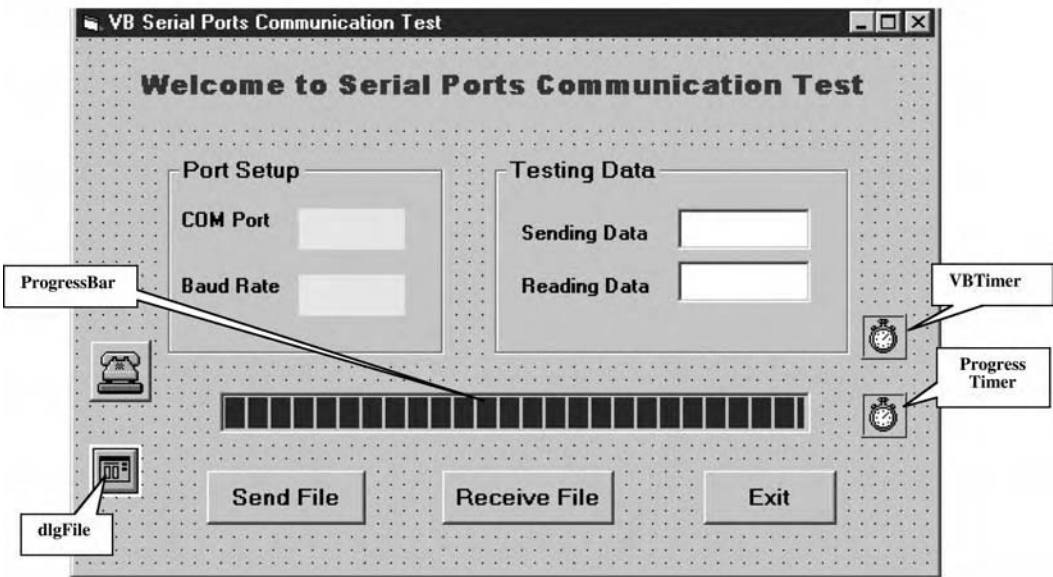 VB Serial Ports Communication Test
Welcome to Serial Ports Communication Test
Port Setup
COM Port
Baud Rate
Testing Data
Sending Data
Reading Data
ProgressBar
VBTimer
Progress
Timer
dlgFile
Send File
Receive File
Exit